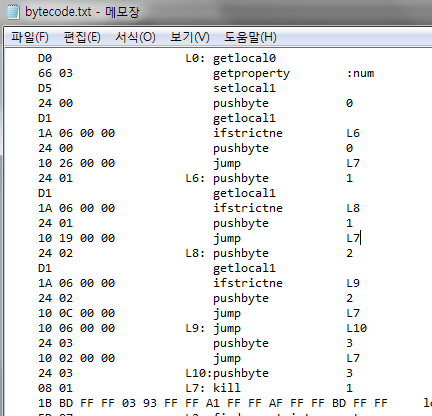 bytecode.txt - 메모장
파일(F) 편집(E) 서식(O) 보기(V) 도움말(H)
D0 L0: getlocal0
66 03 getproperty :num
D5 setlocal1
24 00 pushbyte 0
D1 getlocal1
1A 06 00 00 ifstrictne L6
24 00 pushbyte 0
10 26 00 00 jump L7
24 01 L6: pushbyte 1
D1 getlocal1
1A 06 00 00 ifstrictne L8
24 01 pushbyte 1
10 19 00 00 jump L7
24 02 L8: pushbyte 2
D1 getlocal1
1A 06 00 00 ifstrictne L9
24 02 pushbyte 2
10 0C 00 00 jump L7
10 06 00 00 L9: jump L10
24 03 pushbyte 3
10 02 00 00 jump L7
24 03 L10:pushbyte 3
08 01 L7: kill 1
1B BD FF FF 03 93 FF FF A1 FF FF AF FF FF BD FF FF